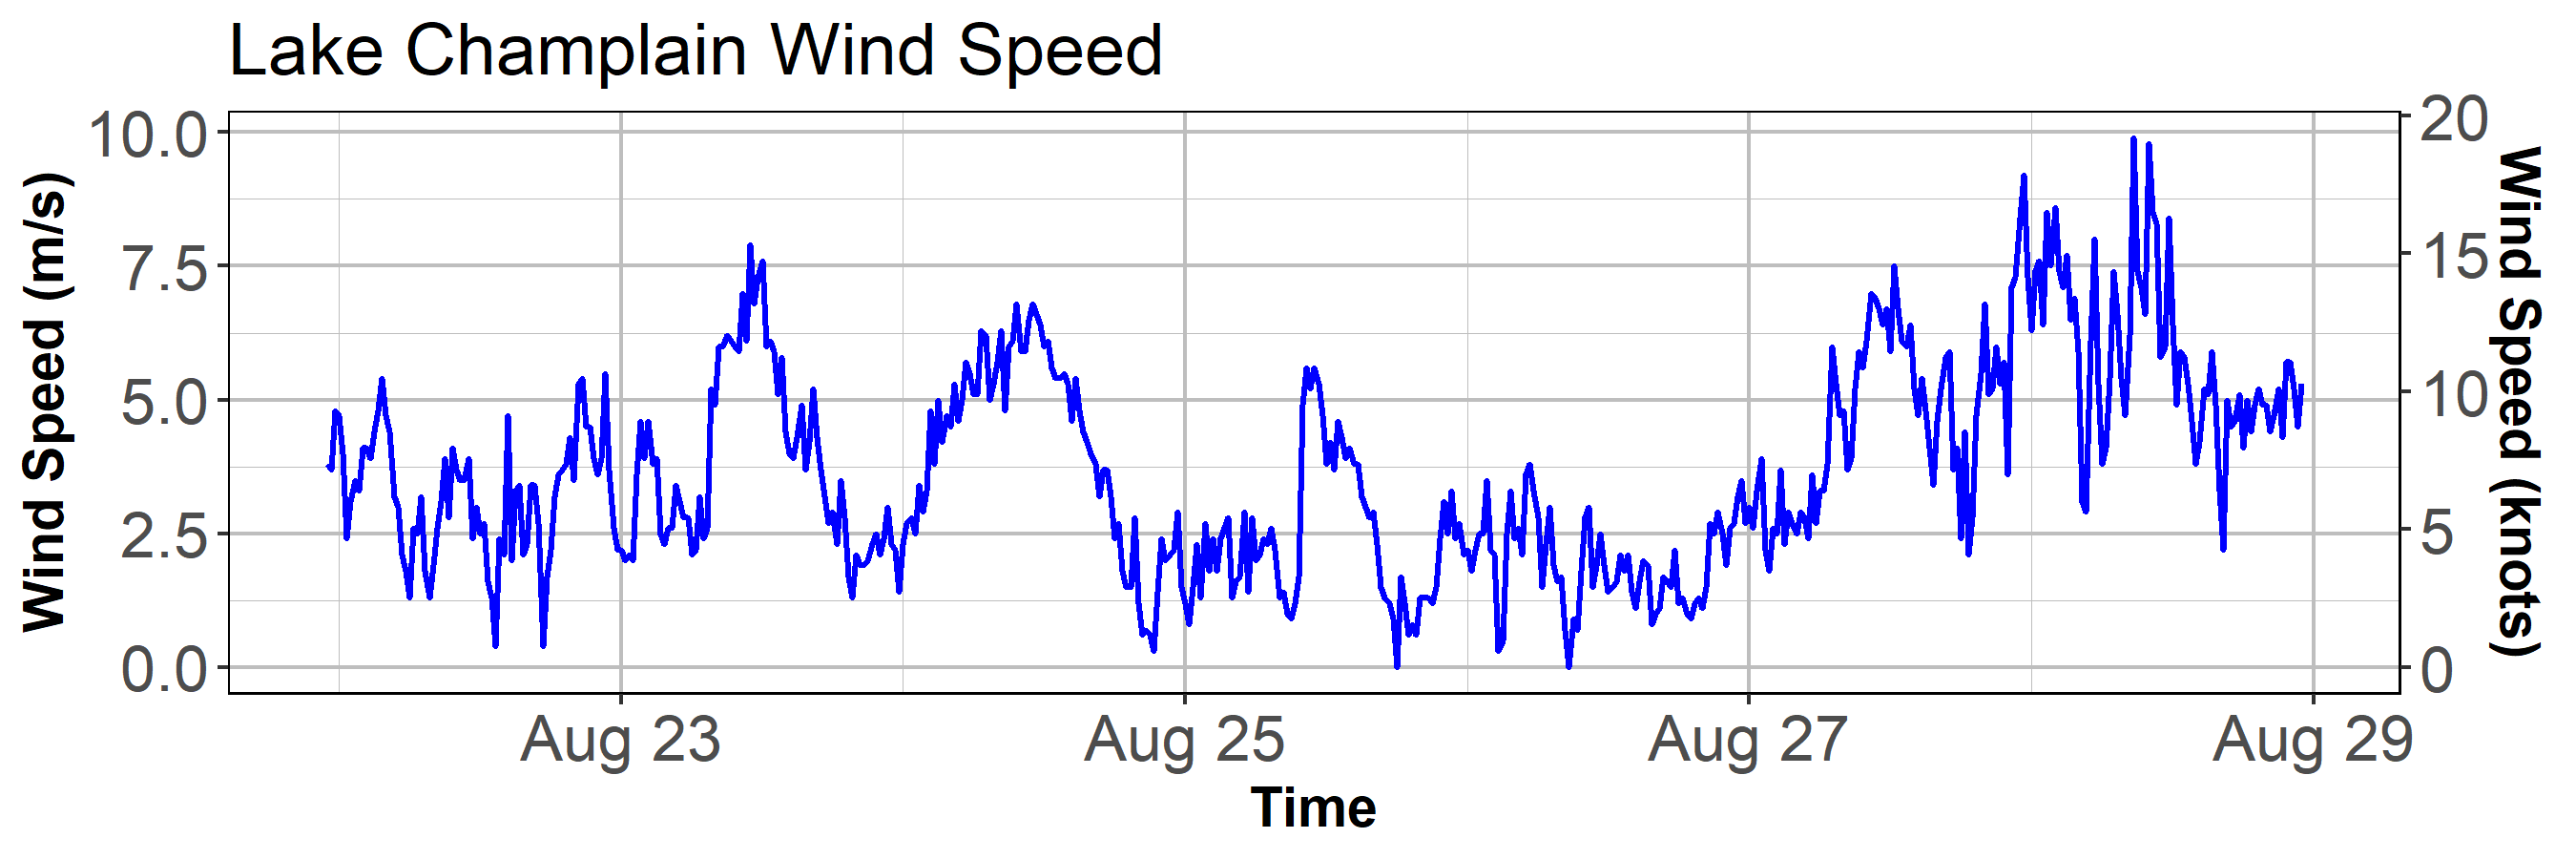 Lake Champlain Wind Speed
Wind Speed (m/s)
10.0
7.5
5.0
2.5
0.0
20
15
10
5
0
Wind Speed (knots)
Aug 23
Aug 25
Aug 27
Aug 29
Time